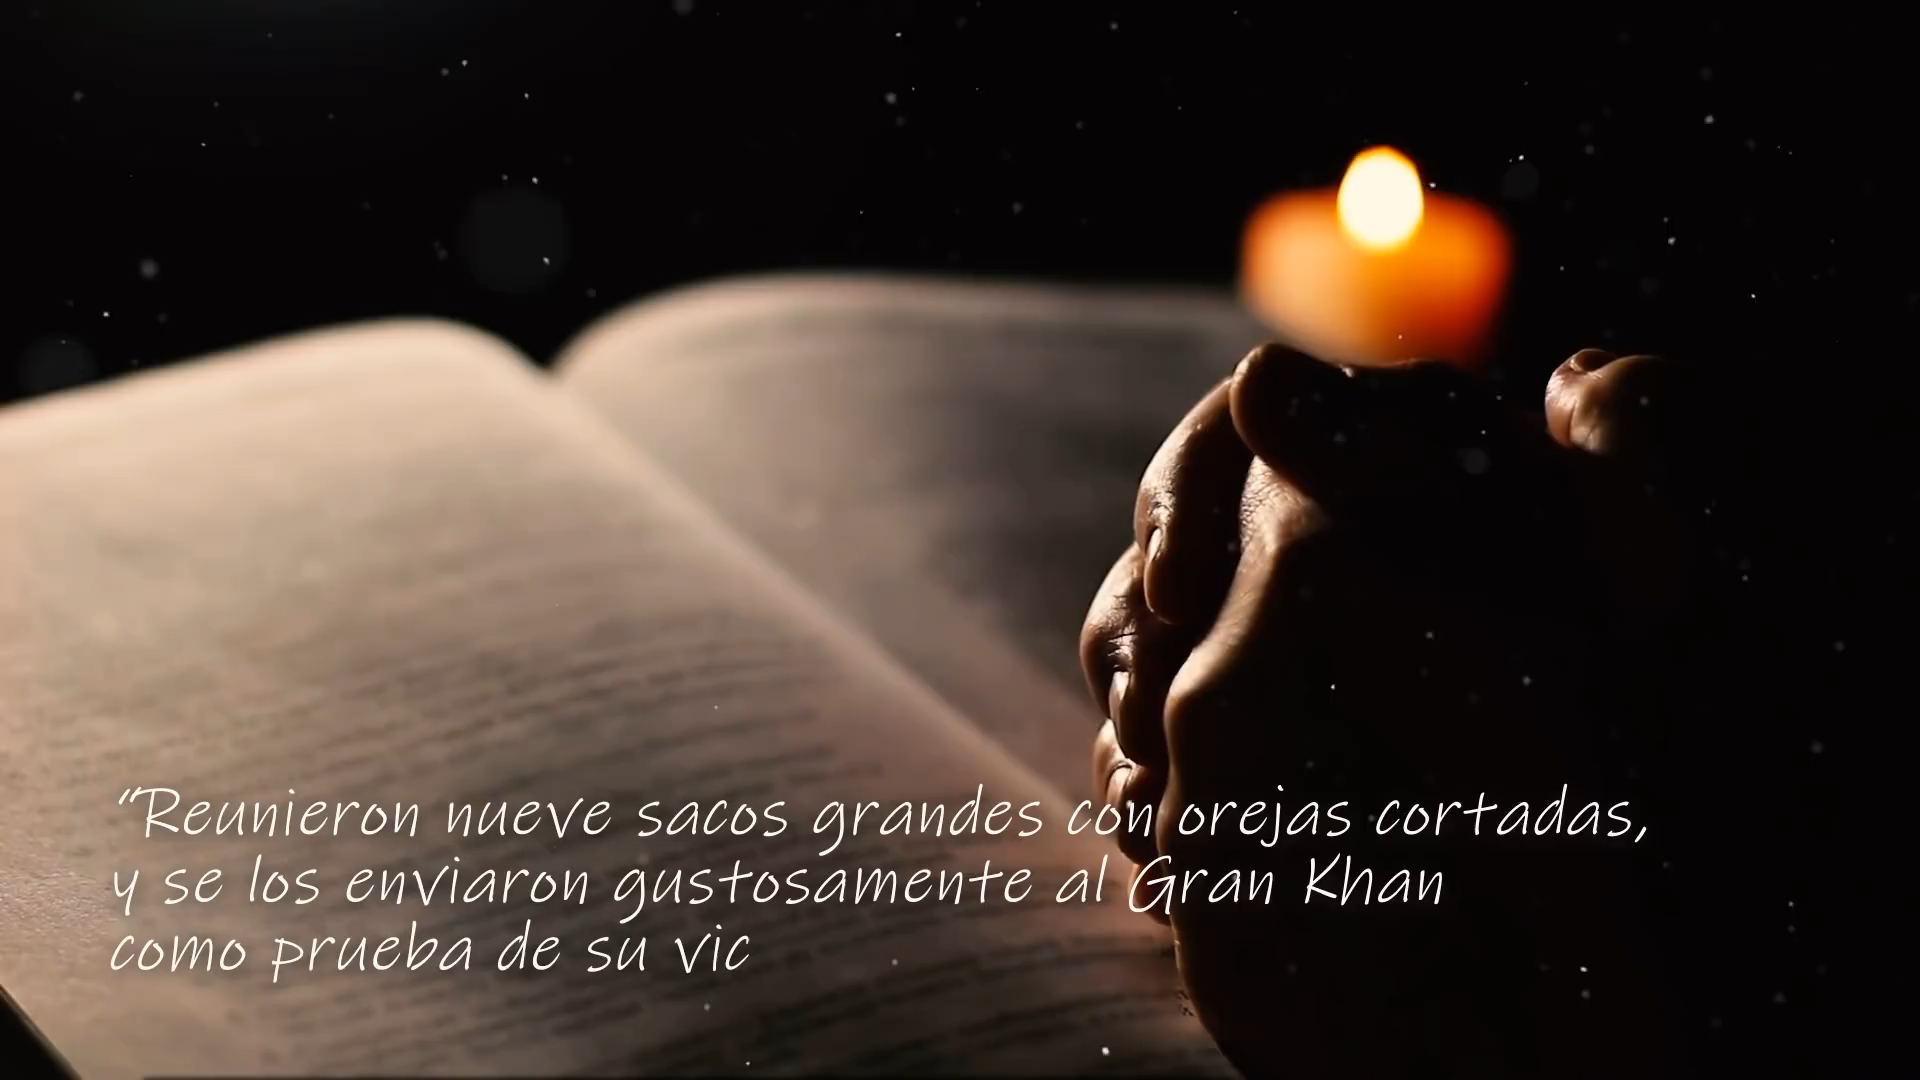 “Reunieron nueve sacos grandes con orejas cortadas,
y se los enviaron gustosamente al Gran Khan
como prueba de su vic